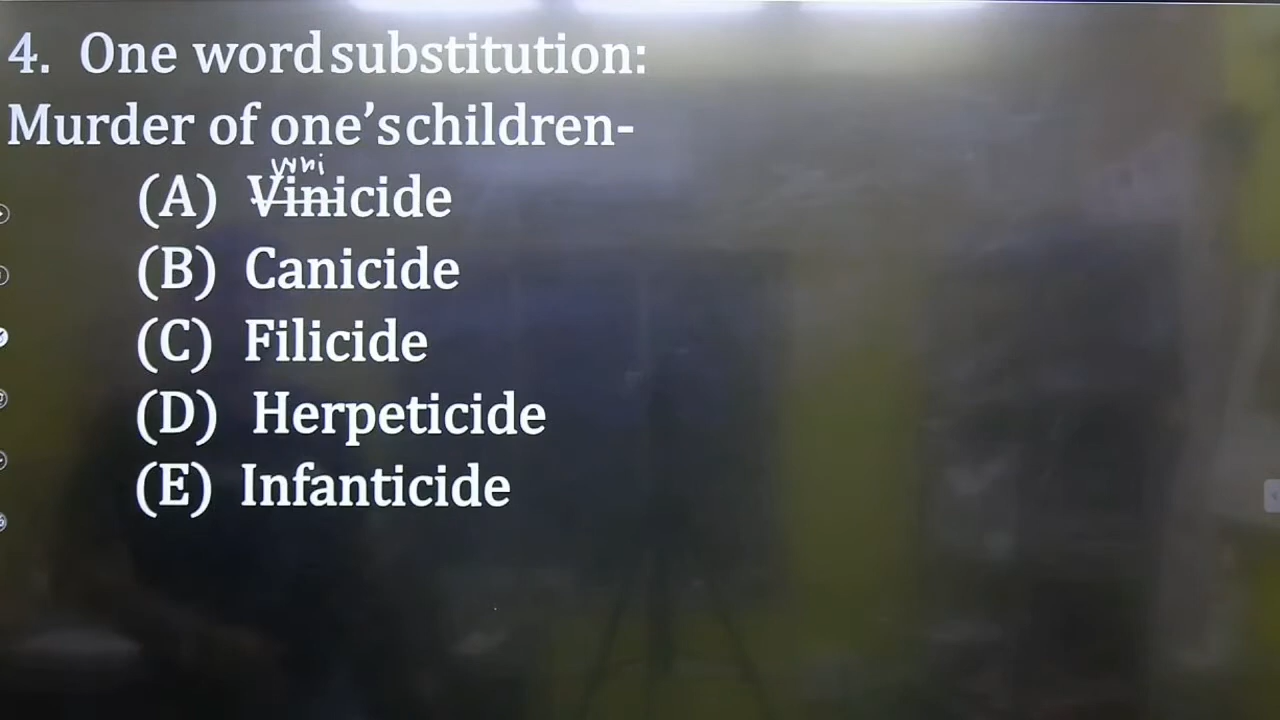 4. One word substitution:
Murder of one's children-
(A) Vinicide
(B) Canicide
(C) Filicide
(D) Herpeticide
(E) Infanticide